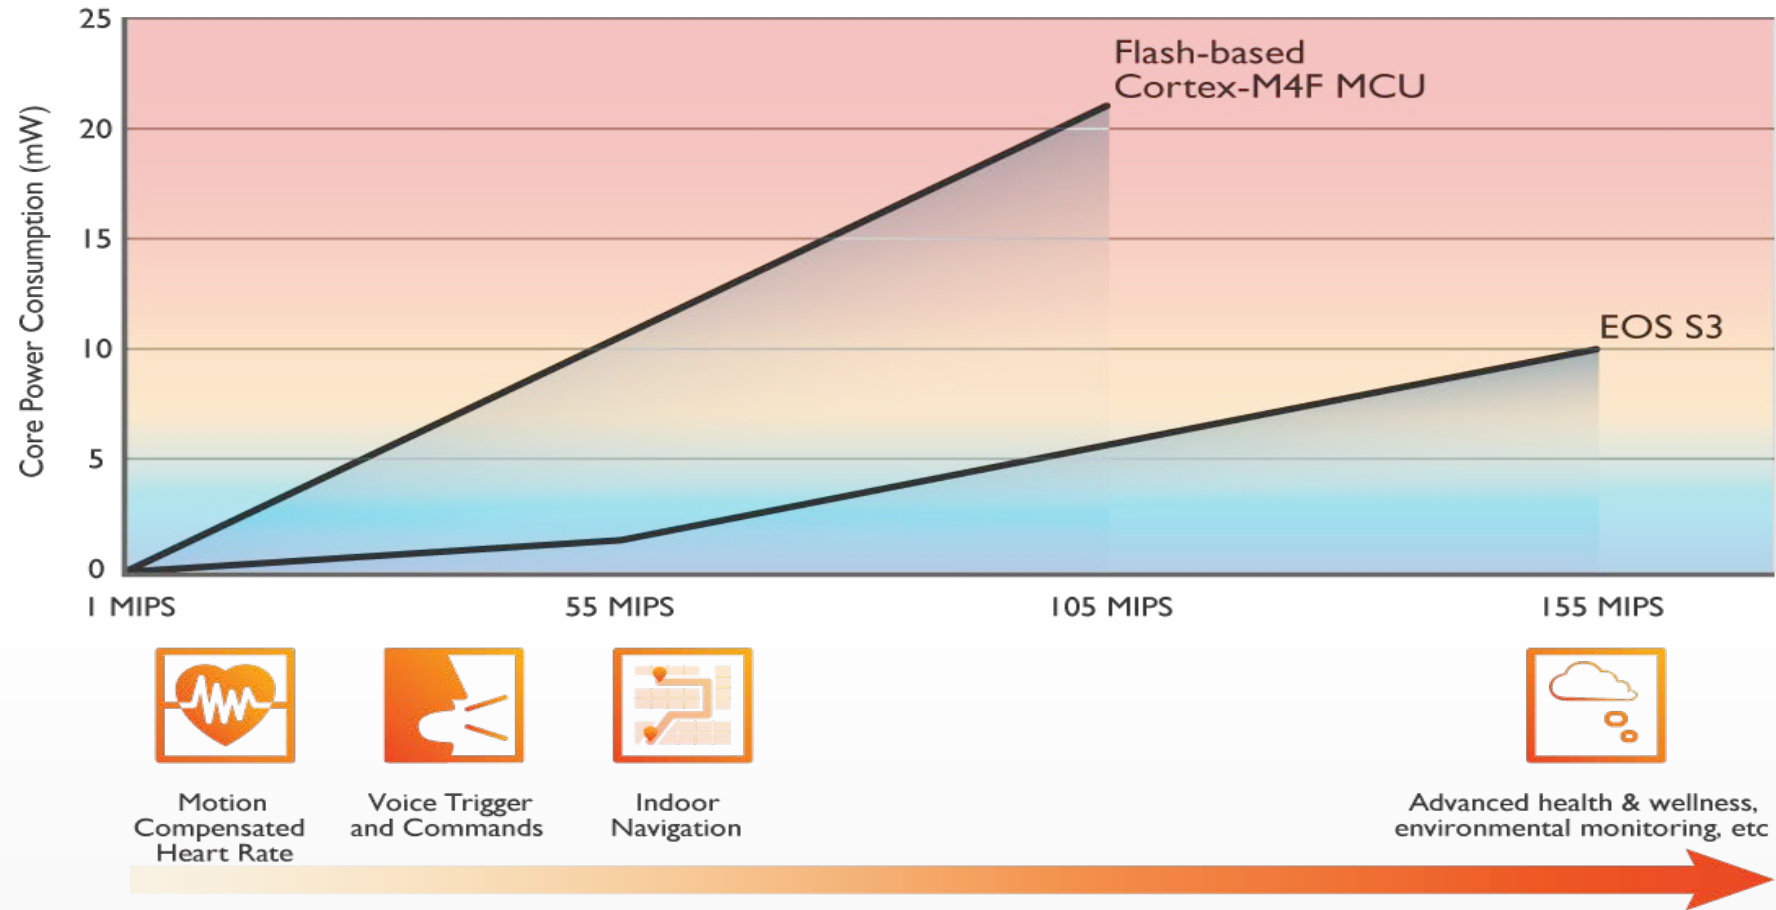 25
Flash-based
Cortex-M4F MCU
20
15
EOS S3
10
5
0
Core Power Consumption (mW)
1 MIPS
55 MIPS
105 MIPS
155 MIPS
Motion
Compensated
Heart Rate
Voice Trigger
and Commands
Indoor
Navigation
Advanced health & wellness,
environmental monitoring, etc